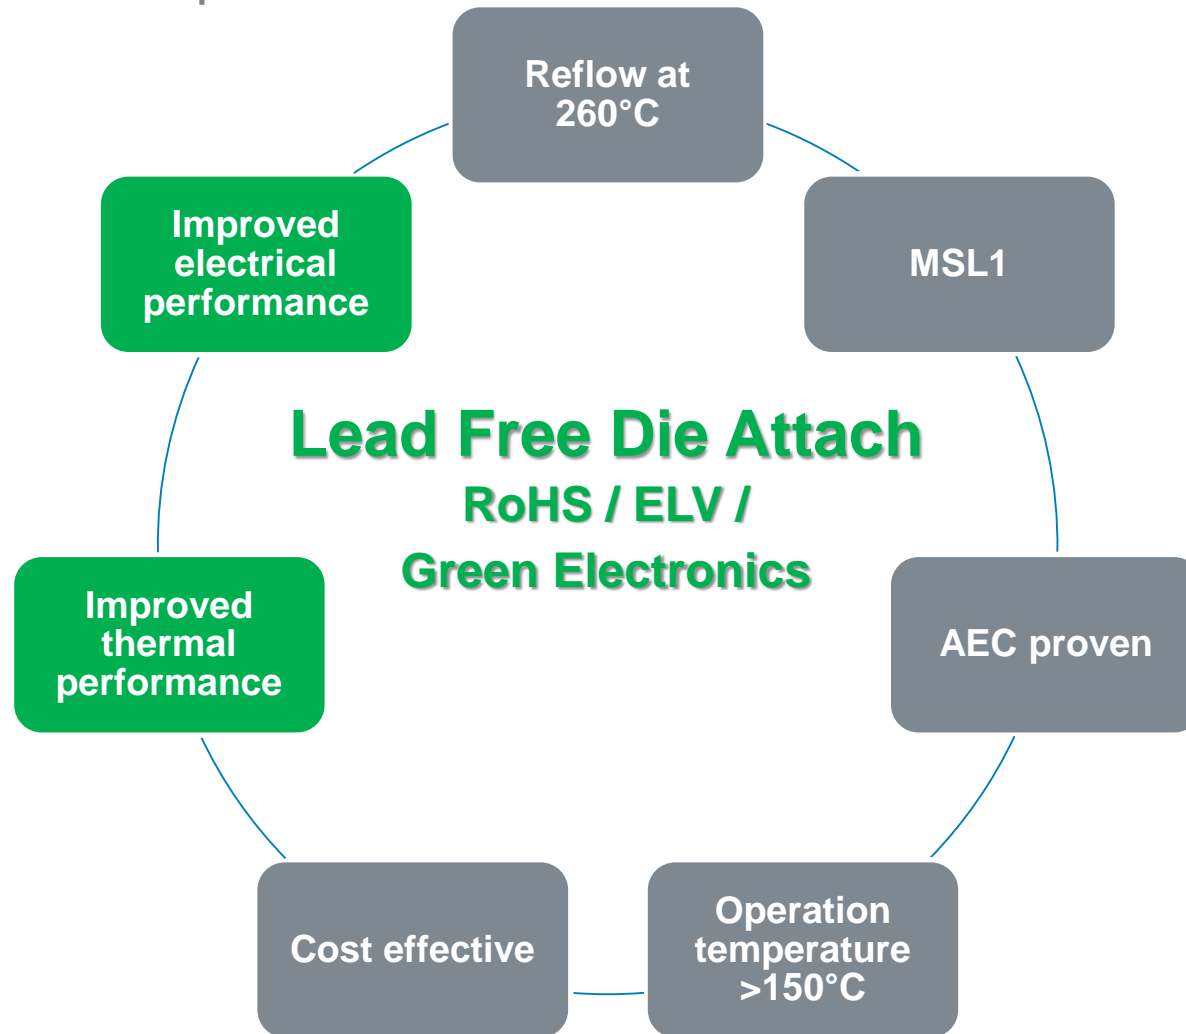 Reflow at
260°C
Improved
electrical
performance
MSL1
Lead Free Die Attach
RoHS / ELV /
Green Electronics
Improved
thermal
performance
AEC proven
Cost effective
Operation
temperature
>150°C